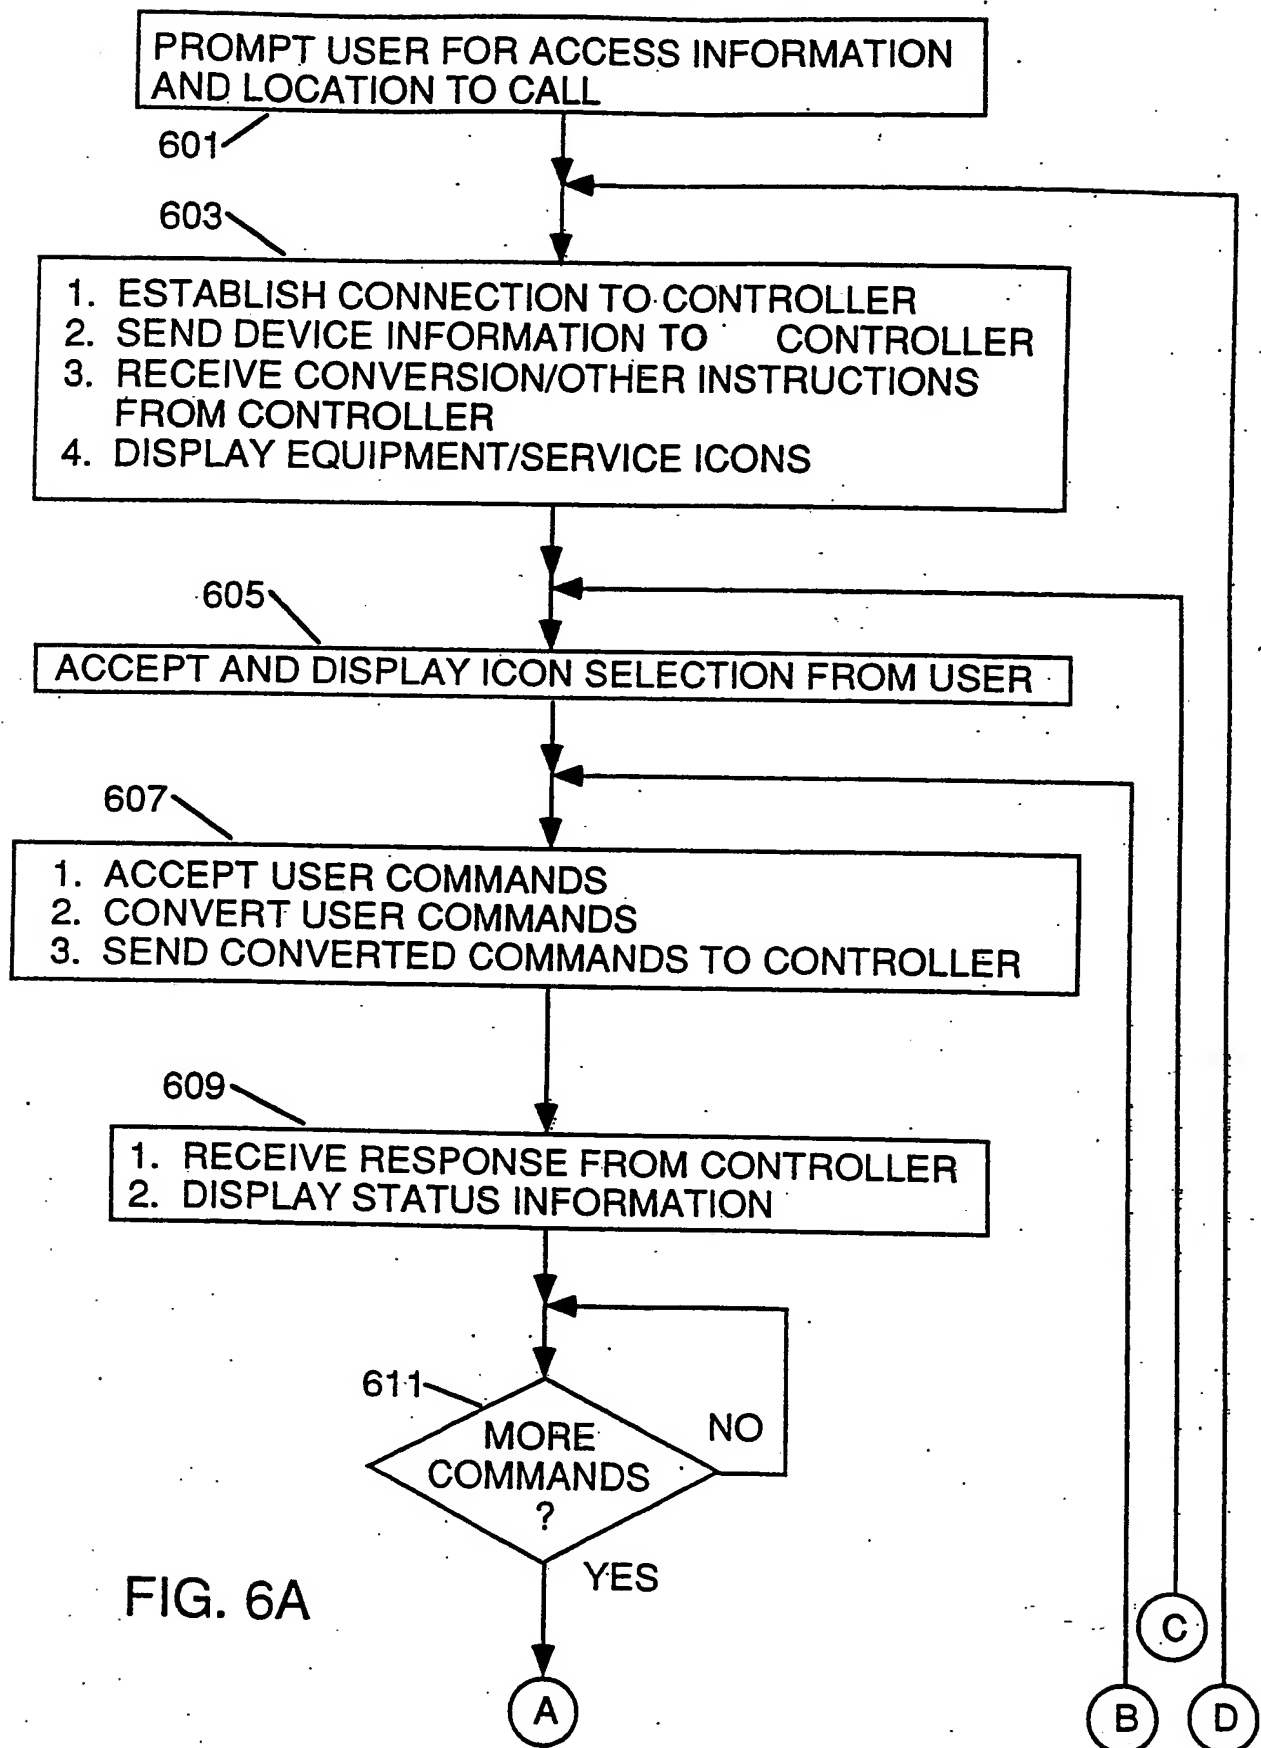 PROMPT USER FOR ACCESS INFORMATION
AND LOCATION TO CALL
601
603
1. ESTABLISH CONNECTION TO CONTROLLER
2. SEND DEVICE INFORMATION TO CONTROLLER
3. RECEIVE CONVERSION/OTHER INSTRUCTIONS
FROM CONTROLLER
4. DISPLAY EQUIPMENT/SERVICE ICONS
605
ACCEPT AND DISPLAY ICON SELECTION FROM USER
607
1. ACCEPT USER COMMANDS
2. CONVERT USER COMMANDS
3. SEND CONVERTED COMMANDS TO CONTROLLER
609
1. RECEIVE RESPONSE FROM CONTROLLER
2. DISPLAY STATUS INFORMATION
611
MORE
COMMANDS
?
NO
YES
FIG. 6A
A
B
C
D